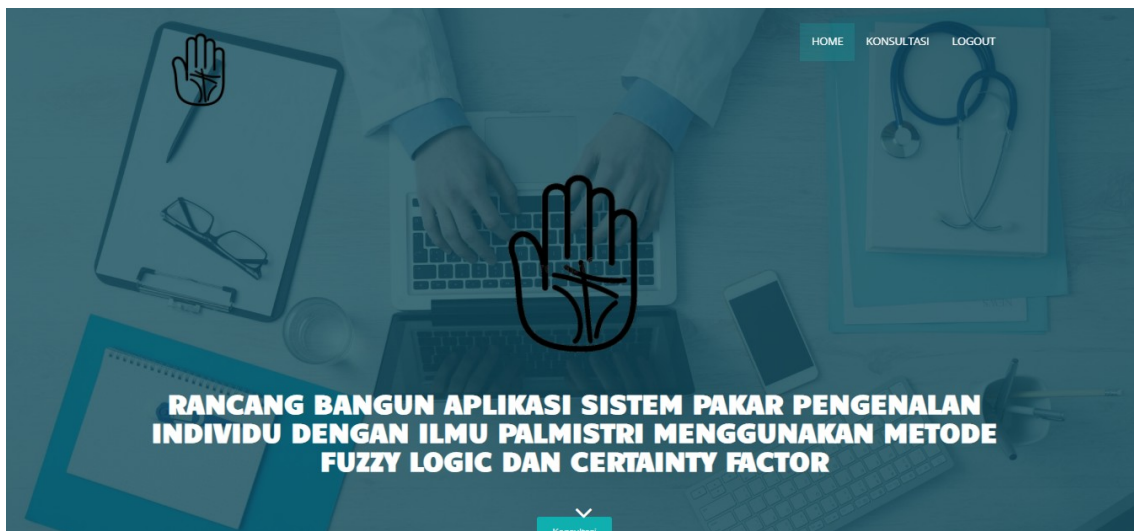 HOME
KONSULTASI
LOGOUT
RANCANG BANGUN APLIKASI SISTEM PAKAR PENGENALAN
INDIVIDU DENGAN ILMU PALMISTRI MENGGUNAKAN METODE
FUZZY LOGIC DAN CERTAINTY FACTOR
Konsultasi